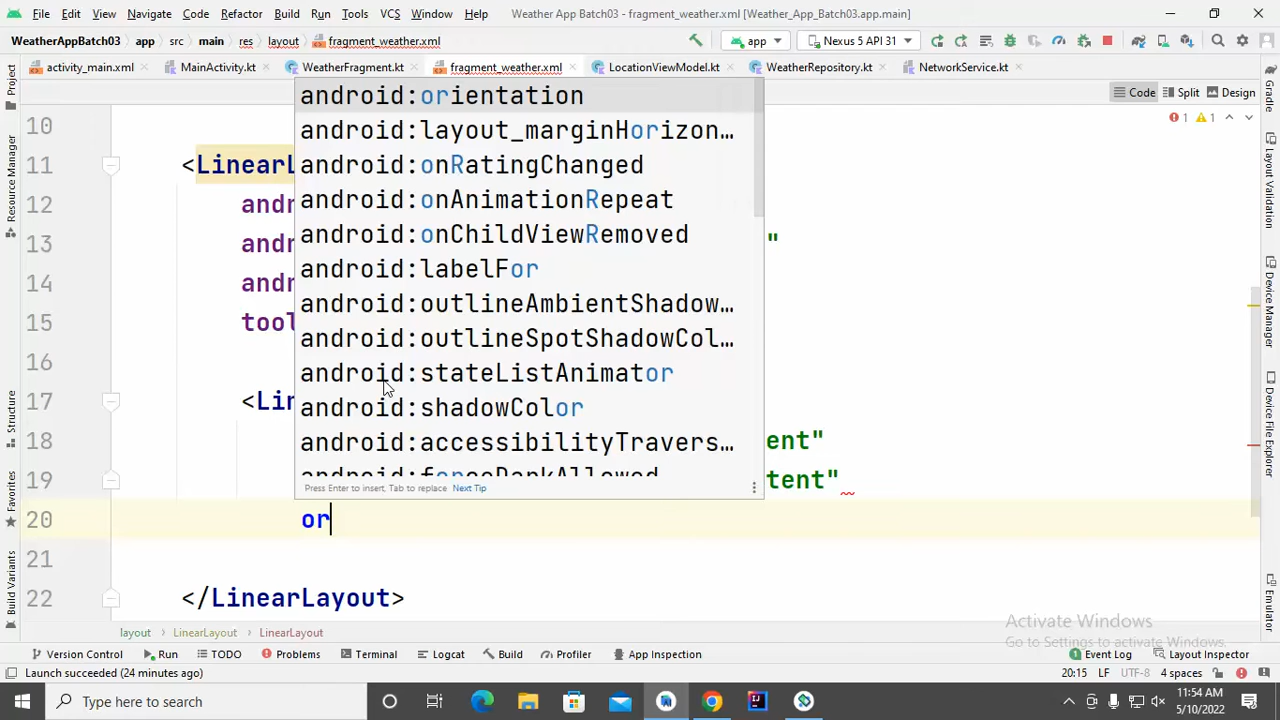 File Edit View Navigate Code Refactor Build Run Tools VCS Window Help Weather App Batch03 - fragment_weather.xml [Weather_App_Batch03.app.main]
WeatherAppBatch03 app src main res layout fragment_weather.xml app Nexus 5 API 31
activity_main.xml MainActivity.kt WeatherFragment.kt fragment_weather.xml LocationViewModel.kt WeatherRepository.kt NetworkService.kt
Code Split Design
1 1
Project
Resource Manager
Structure
Favorites
Build Variants
Gradle
Layout Validation
Device Manager
Device File Explorer
Emulator
android:orientation
10
android:layout_marginHorizon…
11 <LinearL android:onRatingChanged
12 andr android:onAnimationRepeat
13 andr android:onChildViewRemoved "
14 andr android:labelFor
15 tool android:outlineAmbientShadow…
android:outlineSpotShadowCol…
16
android:stateListAnimator
17 <Lin android:shadowColor
18 android:accessibilityTravers… ent"
19 android:forceDarkAllowed tent"
Press Enter to insert, Tab to replace Next Tip
20 or
21
22 </LinearLayout>
Activate Windows
Go to Settings to activate Windows.
layout LinearLayout LinearLayout
Version Control Run TODO Problems Terminal Logcat Build Profiler App Inspection Event Log Layout Inspector
Launch succeeded (24 minutes ago) 20:15 LF UTF-8 4 spaces
Type here to search
11:54 AM
5/10/2022